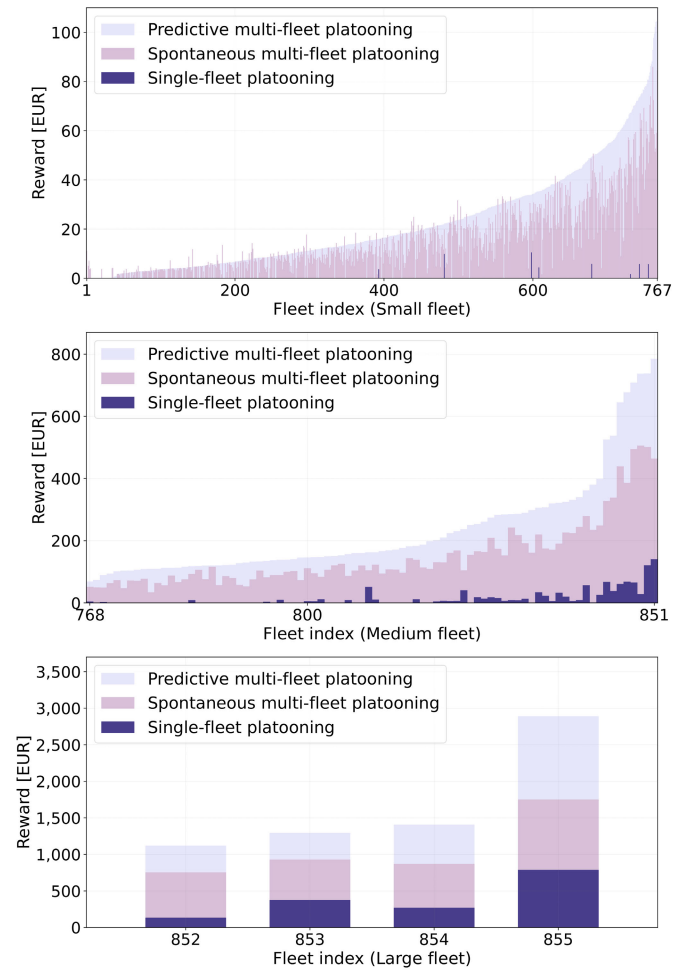 100
80
60
40
20
0
Reward [EUR]
Predictive multi-fleet platooning
Spontaneous multi-fleet platooning
Single-fleet platooning
1 200 400 600 767
Fleet index (Small fleet)
800
600
400
200
0
Reward [EUR]
Predictive multi-fleet platooning
Spontaneous multi-fleet platooning
Single-fleet platooning
768 800 851
Fleet index (Medium fleet)
3,500
3,000
2,500
2,000
1,500
1,000
500
0
Reward [EUR]
Predictive multi-fleet platooning
Spontaneous multi-fleet platooning
Single-fleet platooning
852 853 854 855
Fleet index (Large fleet)